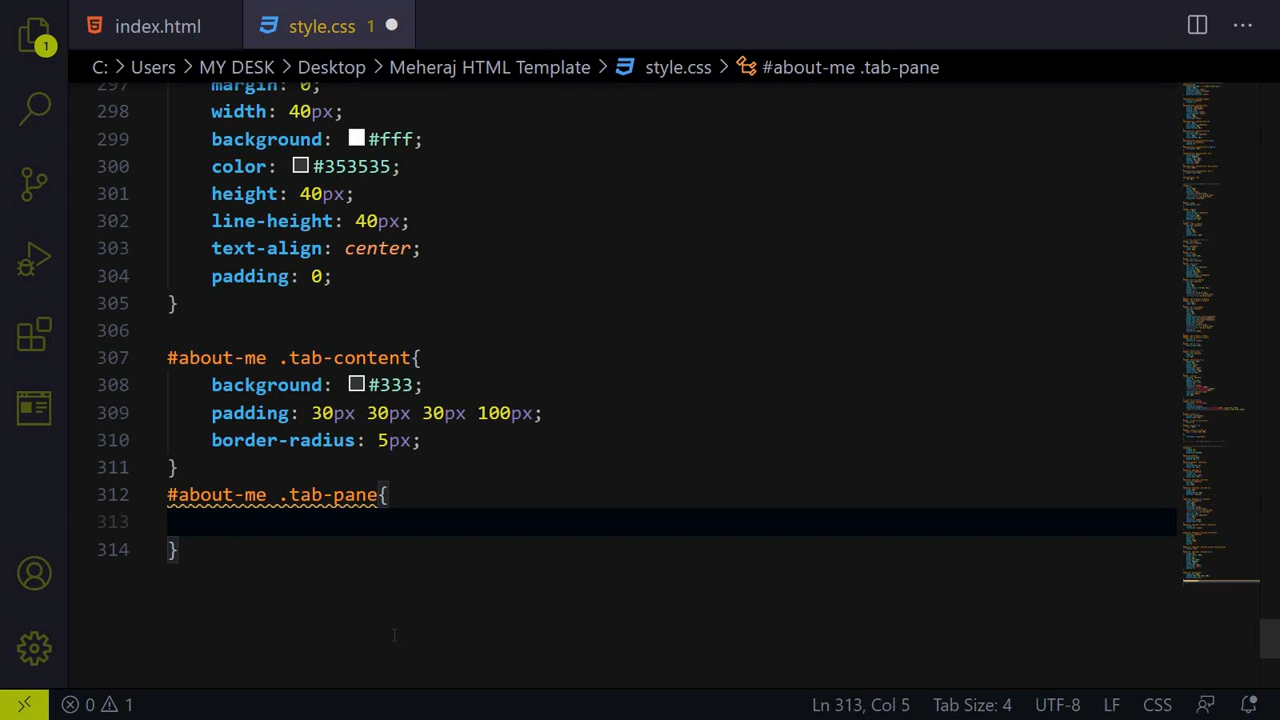 index.html
style.css 1
1
C: > Users > MY DESK > Desktop > Meheraj HTML Template > style.css > #about-me .tab-pane
297 margin: 0;
298 width: 40px;
299 background: #fff;
300 color: #353535;
301 height: 40px;
302 line-height: 40px;
303 text-align: center;
304 padding: 0;
305 }
306
307 #about-me .tab-content{
308 background: #333;
309 padding: 30px 30px 30px 100px;
310 border-radius: 5px;
311 }
312 #about-me .tab-pane{
313
314 }
0 1 Ln 313, Col 5 Tab Size: 4 UTF-8 LF CSS